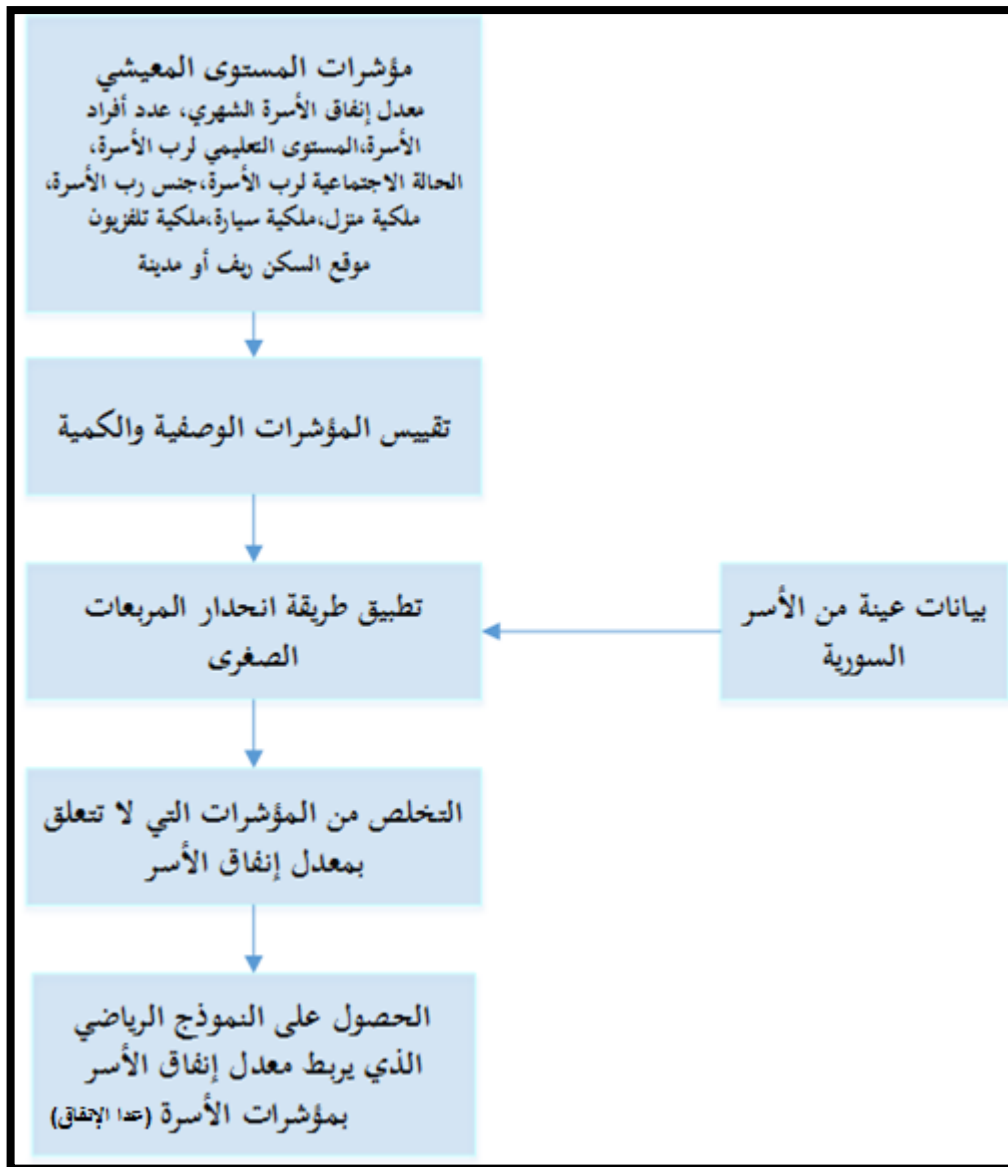 مؤشرات المستوى المعيشي
معدل إنفاق الأسرة الشهري، عدد أفراد
الأسرة،المستوى التعليمي لرب الأسرة،
الحالة الاجتماعية لرب الأسرة،جنس رب الأسرة،
ملكية منزل،ملكية سيارة،ملكية تلفزيون
موقع السكن ريف أو مدينة
تقييس المؤشرات الوصفية والكمية
تطبيق طريقة انحدار المربعات
الصغرى
بيانات عينة من الأسر
السورية
التخلص من المؤشرات التي لا تتعلق
بمعدل إنفاق الأسر
الحصول على النموذج الرياضي
الذي يربط معدل إنفاق الأسر
بمؤشرات الأسرة (عدا الإنفاق)